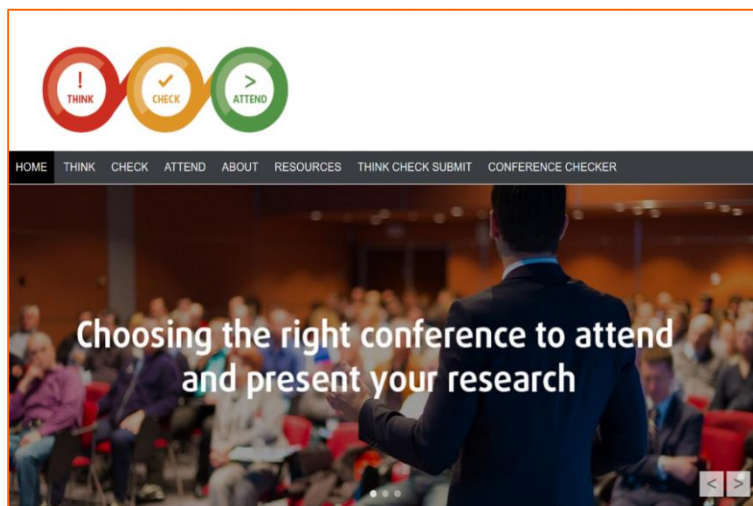 !
THINK
✓
CHECK
>
ATTEND
HOME THINK CHECK ATTEND ABOUT RESOURCES THINK CHECK SUBMIT CONFERENCE CHECKER
Choosing the right conference to attend
and present your research
< >